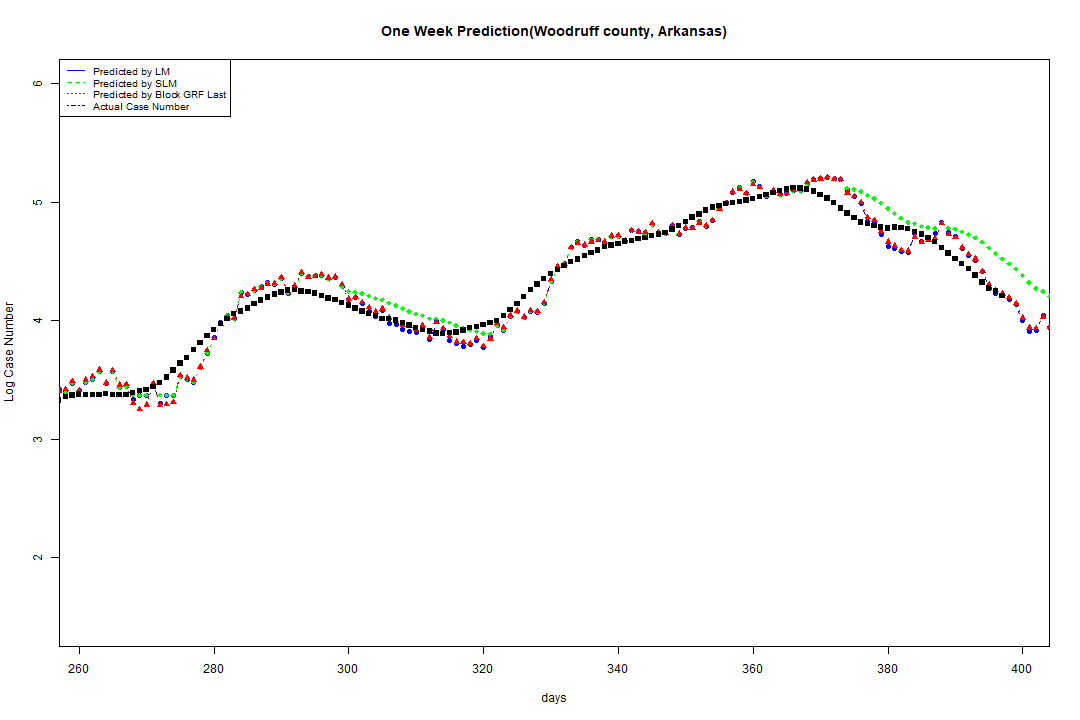 One Week Prediction(Woodruff county, Arkansas)
Predicted by LM
Predicted by SLM
Predicted by Block GRF Last
Actual Case Number
6
5
4
3
2
Log Case Number
260 280 300 320 340 360 380 400
days